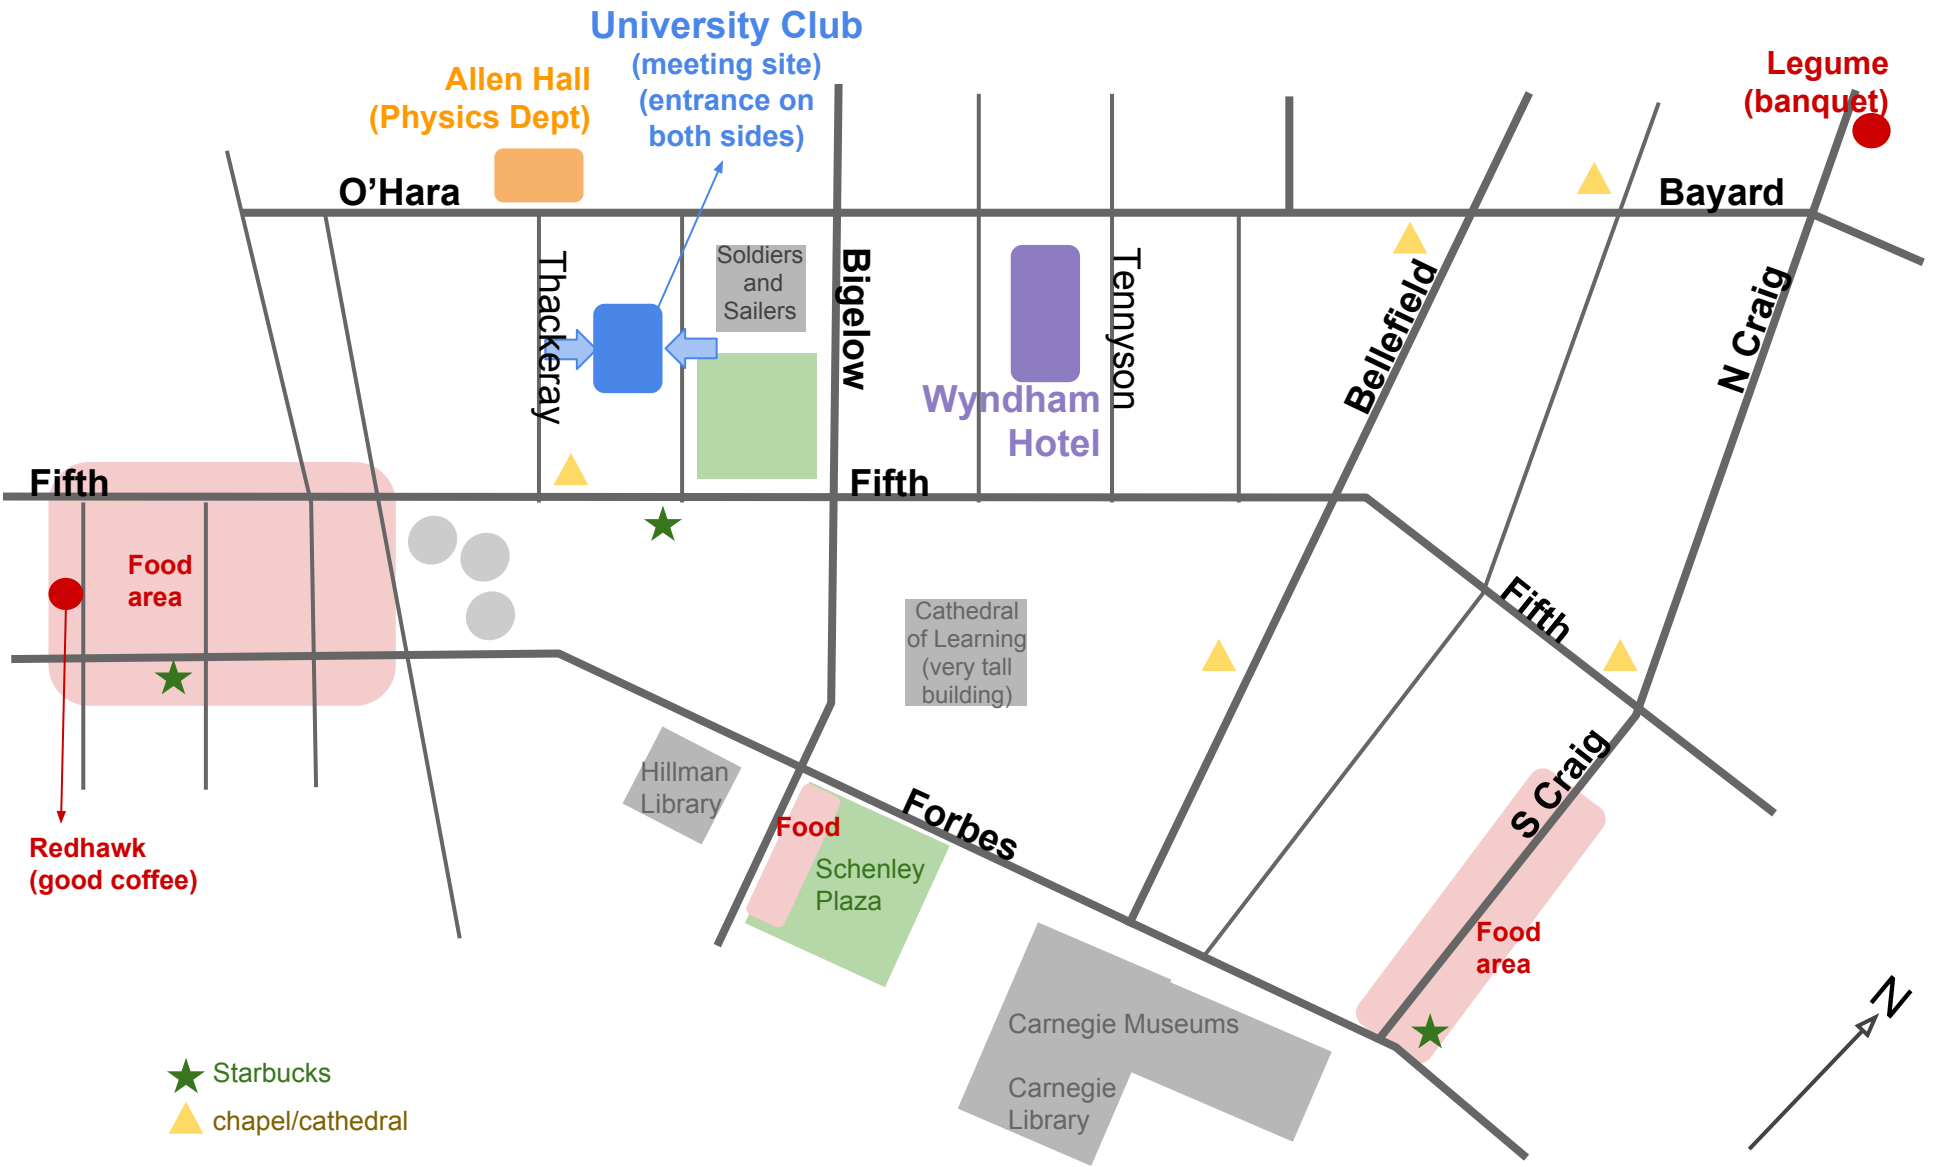 University Club
(meeting site)
(entrance on
both sides)
Allen Hall
(Physics Dept)
Legume
(banquet)
O'Hara
Bayard
Thackeray
Soldiers
and
Sailers
Bigelow
Tennyson
Bellefield
N Craig
Wyndham
Hotel
Fifth
Fifth
Food
area
Fifth
Cathedral
of Learning
(very tall
building)
Hillman
Library
S Craig
Forbes
Food
Schenley
Plaza
Redhawk
(good coffee)
Food
area
Carnegie Museums
Carnegie
Library
N
Starbucks
chapel/cathedral